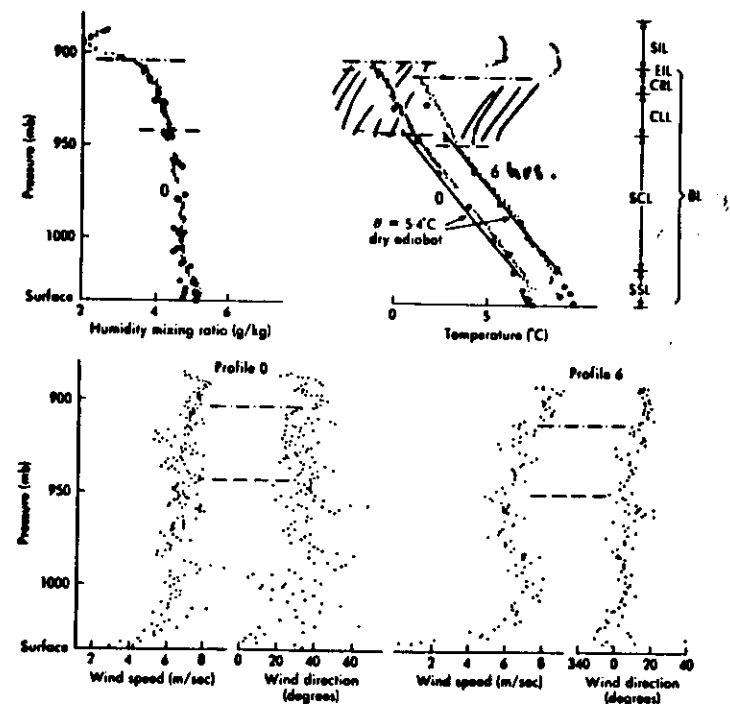 900
950
1000
Surface
Pressure (mb)
0
2 4 6
Humidity mixing ratio (g/kg)
6 hrs.
0
θ = 5·4°C
dry adiabat
0 5
Temperature (°C)
SIL
EIL
CBL
CLL
SCL
SSL
BL
Profile 0
Profile 6
900
950
1000
Surface
Pressure (mb)
2 4 6 8
Wind speed (m/sec)
0 20 40 60
Wind direction
(degrees)
2 4 6 8
Wind speed (m/sec)
340 0 20 40
Wind direction
(degrees)